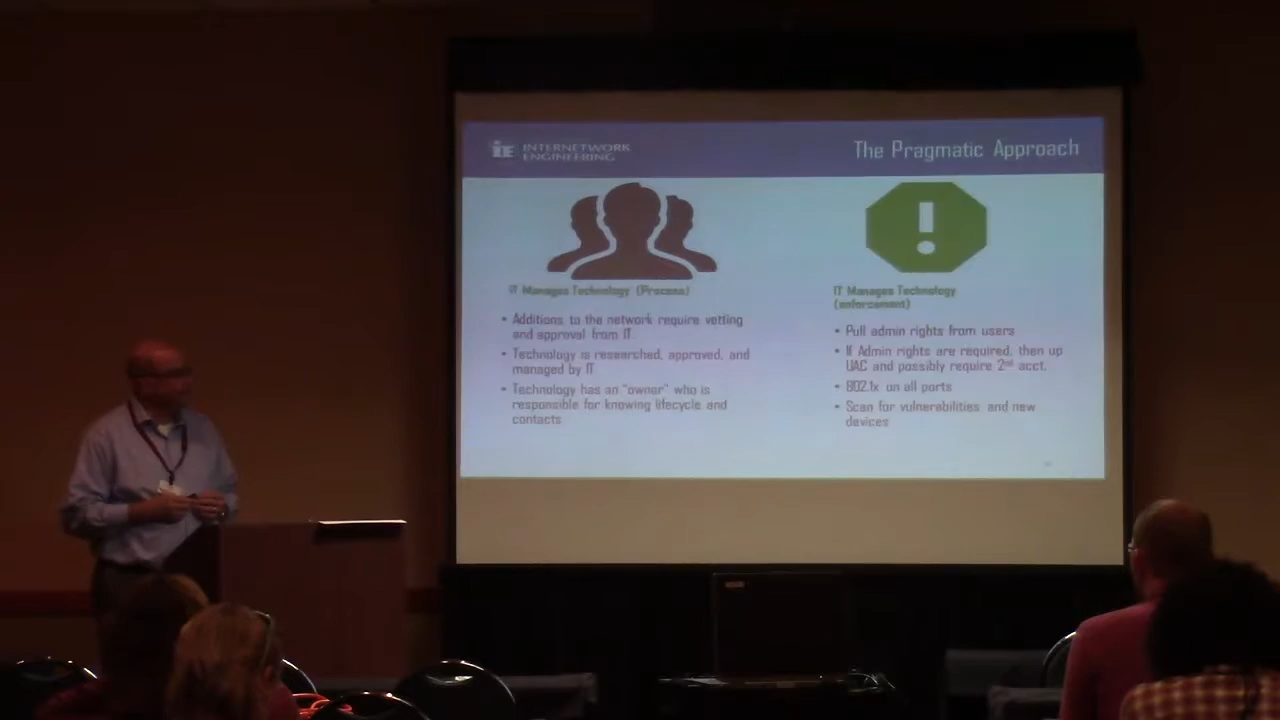 iE INTERNETWORK
ENGINEERING
The Pragmatic Approach
IT Manages Technology (Process)
• Additions to the network require vetting
and approval from IT.
• Technology is researched, approved, and
managed by IT
• Technology has an "owner" who is
responsible for knowing lifecycle and
contacts
IT Manages Technology
(enforcement)
• Pull admin rights from users
• If Admin rights are required, then up
UAC and possibly require 2nd acct.
• 802.1x on all ports
• Scan for vulnerabilities and new
devices